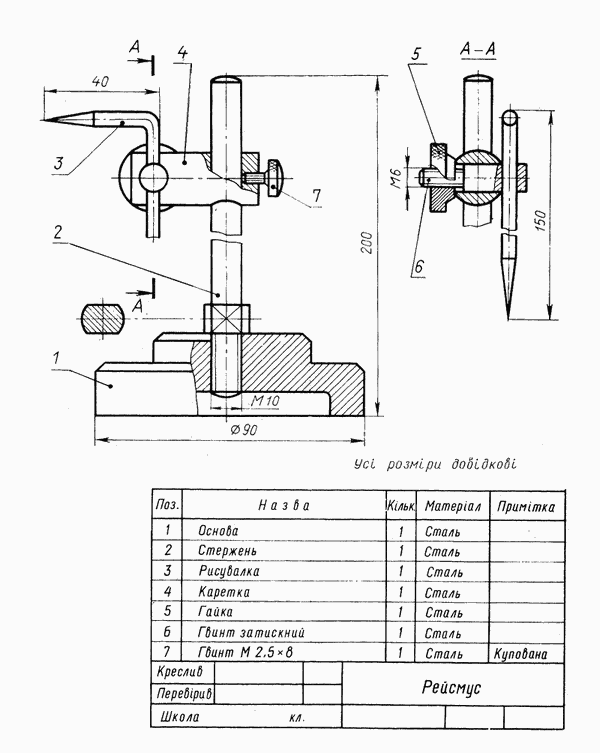 А
4
5
А-А
40
3
7
М6
6
200
150
2
А
1
М10
Ø90
Усі розміри довідкові
Поз. Назва Кільк. Матеріал Примітка
1 Основа 1 Сталь
2 Стержень 1 Сталь
3 Рисувалка 1 Сталь
4 Каретка 1 Сталь
5 Гайка 1 Сталь
6 Гвинт затискний 1 Сталь
7 Гвинт М 2,5×8 1 Сталь Купована
Креслив
Перевірив
Рейсмус
Школа кл.